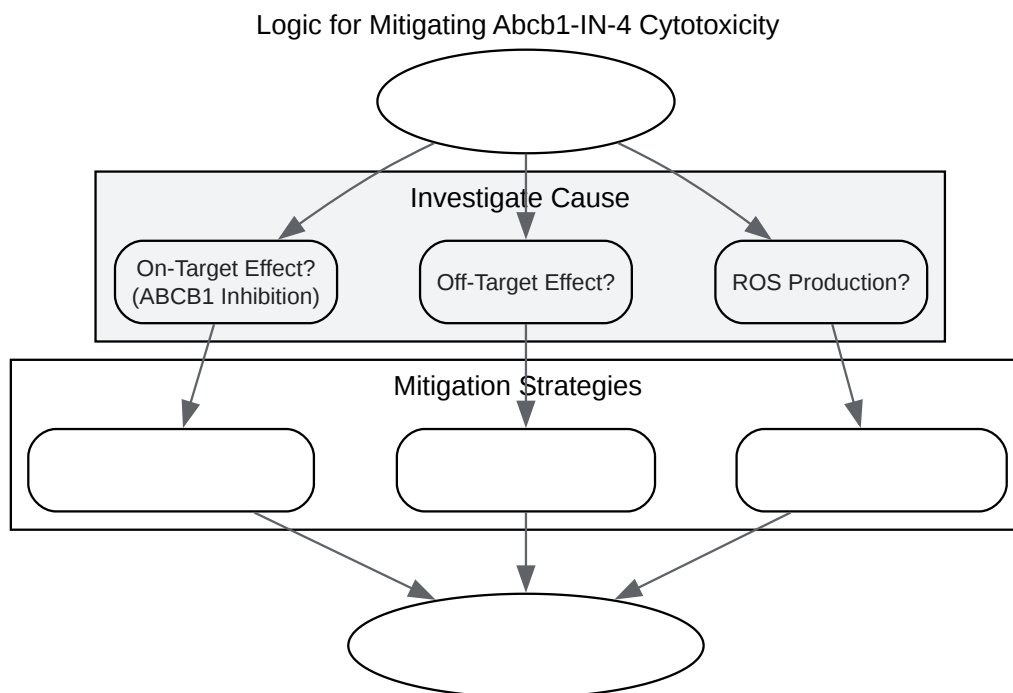 Logic for Mitigating Abcb1-IN-4 Cytotoxicity
Investigate Cause
On-Target Effect?
(ABCB1 Inhibition)
Off-Target Effect?
ROS Production?
Mitigation Strategies